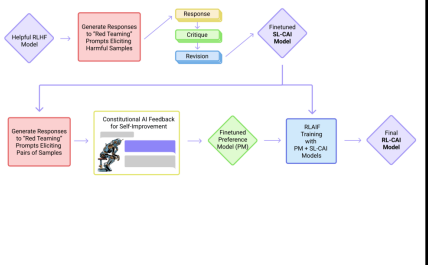 Helpful RLHF
Model
Generate Responses
to "Red Teaming"
Prompts Eliciting
Harmful Samples
Response
Critique
Revision
Finetuned
SL-CAI
Model
Generate Responses
to "Red Teaming"
Prompts Eliciting
Pairs of Samples
Constitutional AI Feedback
for Self-Improvement
Finetuned
Preference
Model (PM)
RLAIF
Training
with
PM + SL-CAI
Models
Final
RL-CAI
Model